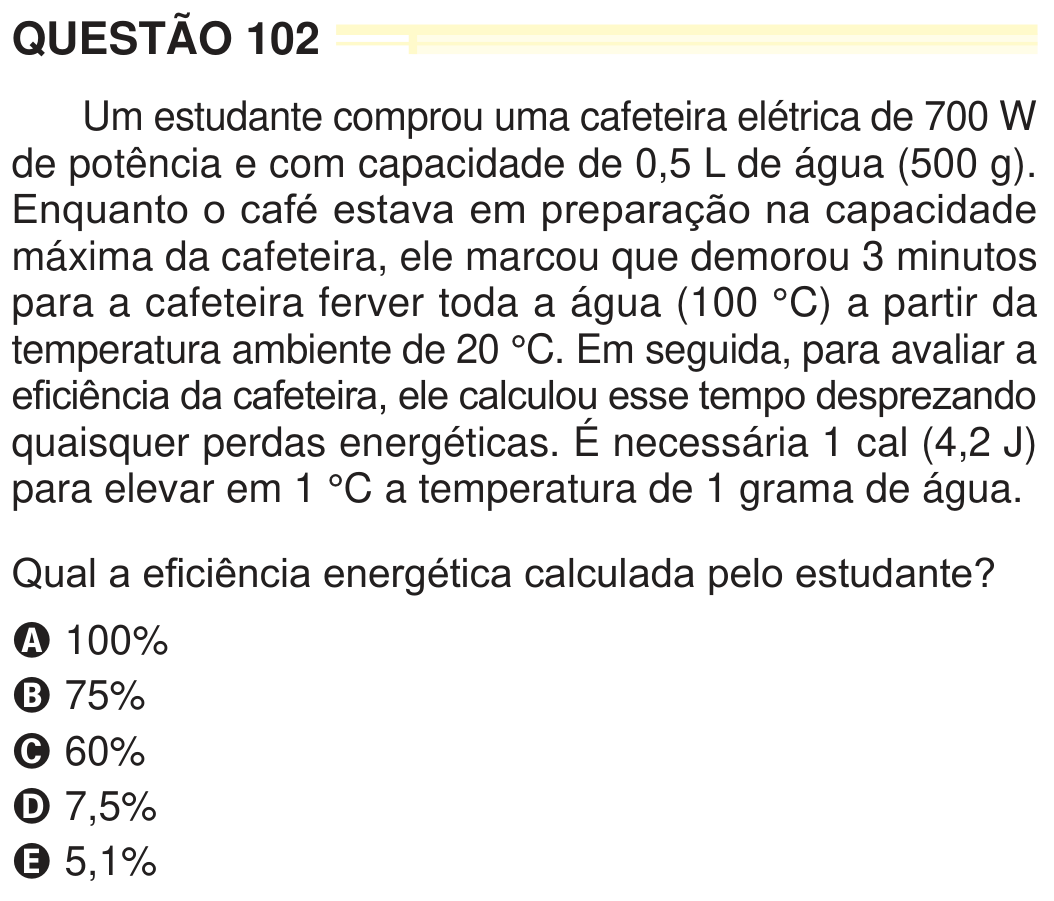 QUESTÃO 102
Um estudante comprou uma cafeteira elétrica de 700 W
de potência e com capacidade de 0,5 L de água (500 g).
Enquanto o café estava em preparação na capacidade
máxima da cafeteira, ele marcou que demorou 3 minutos
para a cafeteira ferver toda a água (100 °C) a partir da
temperatura ambiente de 20 °C. Em seguida, para avaliar a
eficiência da cafeteira, ele calculou esse tempo desprezando
quaisquer perdas energéticas. É necessária 1 cal (4,2 J)
para elevar em 1 °C a temperatura de 1 grama de água.
Qual a eficiência energética calculada pelo estudante?
A 100%
B 75%
C 60%
D 7,5%
E 5,1%